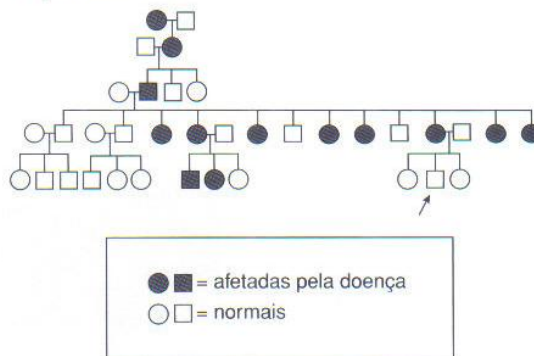 = afetadas pela doença
= normais